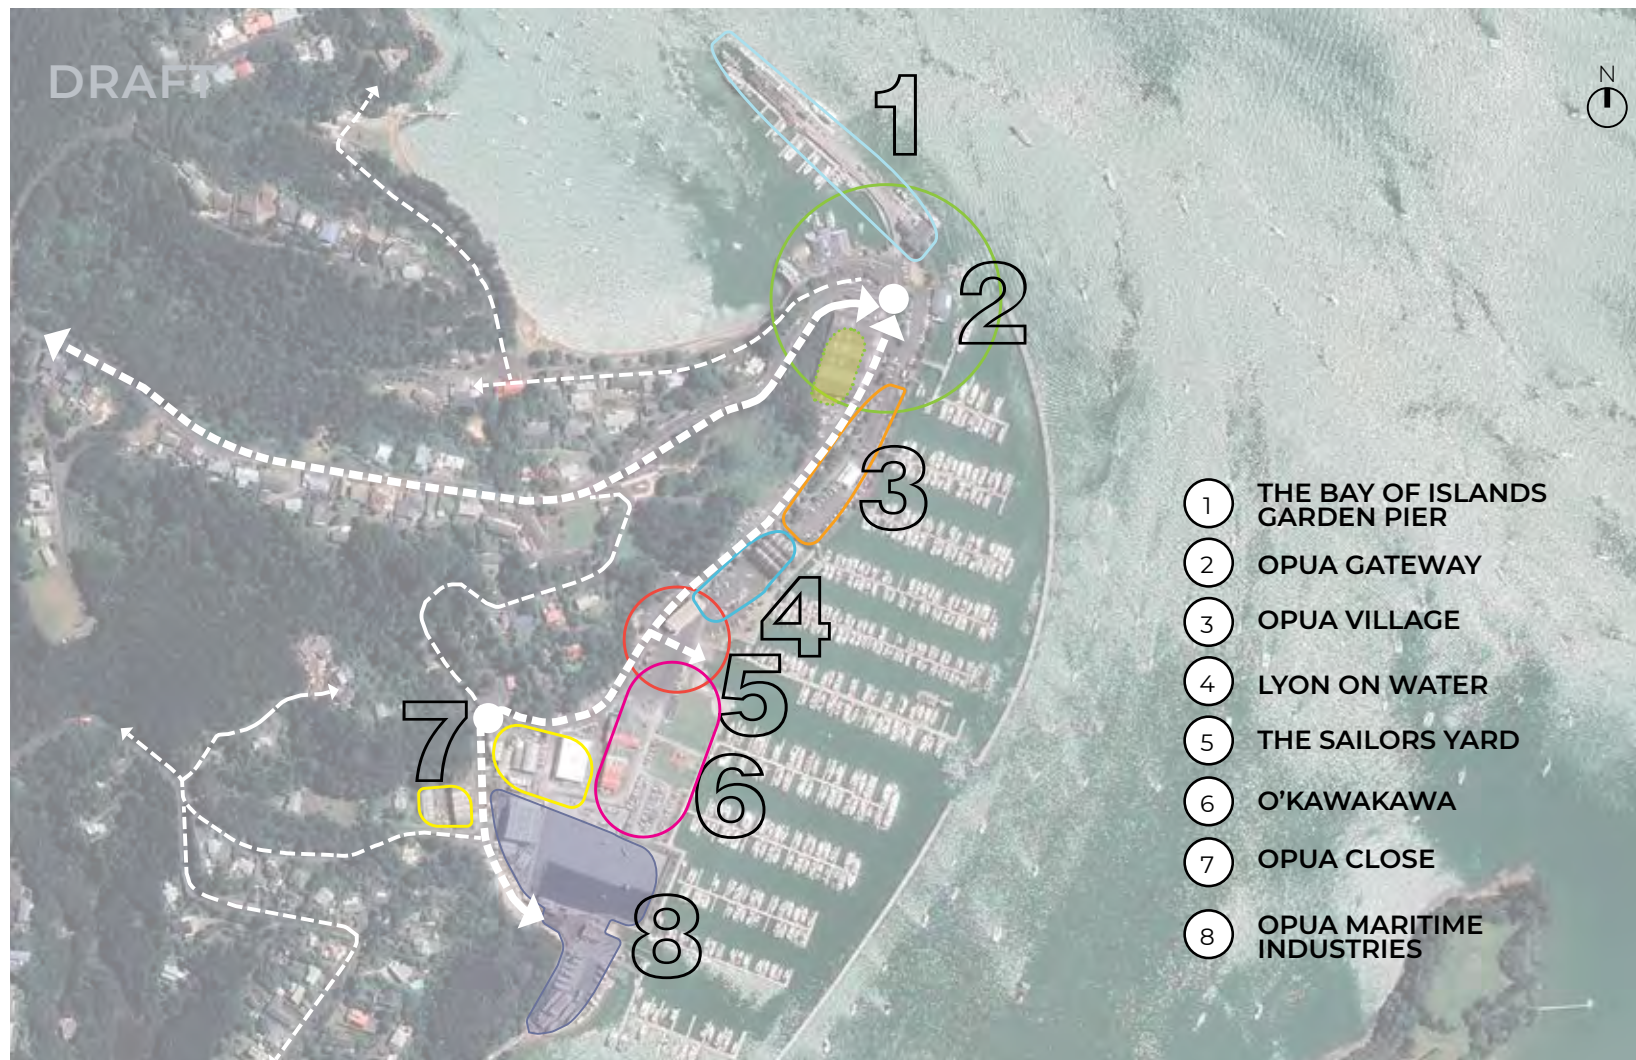 DRAFT
N
1
2
3
4
5
6
7
8
1 THE BAY OF ISLANDS
GARDEN PIER
2 OPUA GATEWAY
3 OPUA VILLAGE
4 LYON ON WATER
5 THE SAILORS YARD
6 O'KAWAKAWA
7 OPUA CLOSE
8 OPUA MARITIME
INDUSTRIES